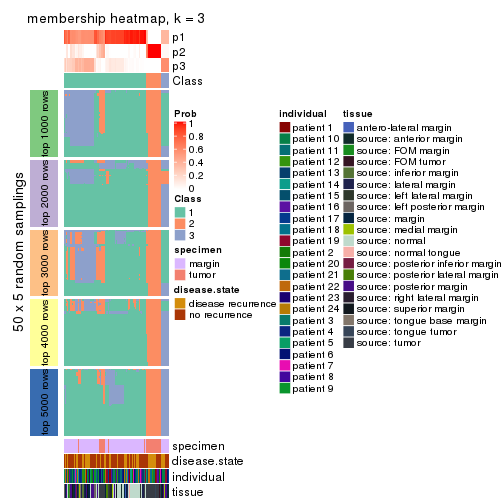 membership heatmap, k = 3
p1
p2
p3
Class
50 x 5 random samplings
top 1000 rows
top 2000 rows
top 3000 rows
top 4000 rows
top 5000 rows
specimen
disease.state
individual
tissue
Prob
1
0.8
0.6
0.4
0.2
0
Class
1
2
3
specimen
margin
tumor
disease.state
disease recurrence
no recurrence
individual
patient 1
patient 10
patient 11
patient 12
patient 13
patient 14
patient 15
patient 16
patient 17
patient 18
patient 19
patient 2
patient 20
patient 21
patient 22
patient 23
patient 24
patient 3
patient 4
patient 5
patient 6
patient 7
patient 8
patient 9
tissue
antero-lateral margin
source: anterior margin
source: FOM margin
source: FOM tumor
source: inferior margin
source: lateral margin
source: left lateral margin
source: left posterior margin
source: margin
source: medial margin
source: normal
source: normal tongue
source: posterior inferior margin
source: posterior lateral margin
source: posterior margin
source: right lateral margin
source: superior margin
source: tongue base margin
source: tongue tumor
source: tumor